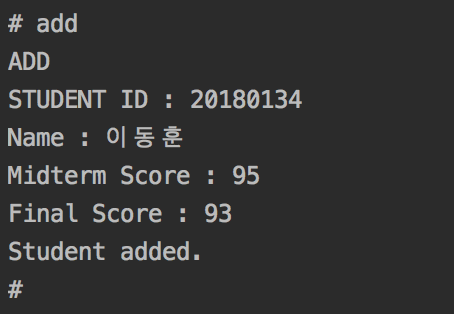 # add
ADD
STUDENT ID : 20180134
Name : 이동훈
Midterm Score : 95
Final Score : 93
Student added.
#